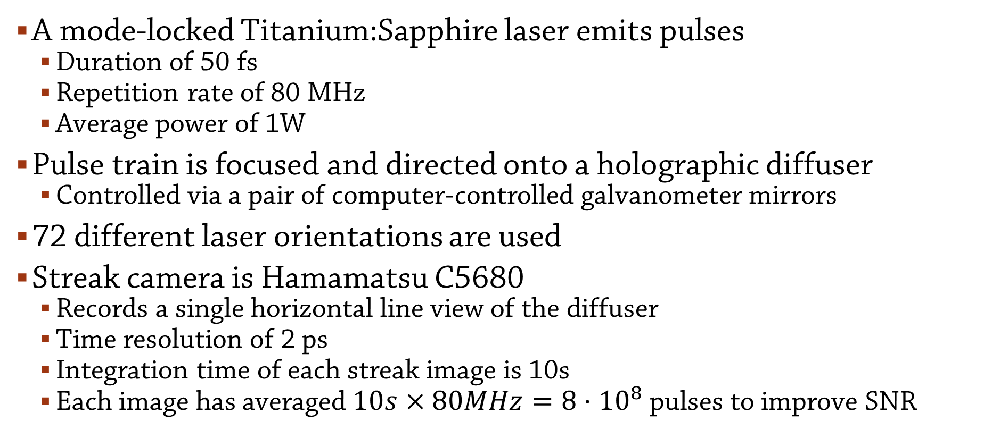 ▪ A mode-locked Titanium:Sapphire laser emits pulses
▪ Duration of 50 fs
▪ Repetition rate of 80 MHz
▪ Average power of 1W
▪ Pulse train is focused and directed onto a holographic diffuser
▪ Controlled via a pair of computer-controlled galvanometer mirrors
▪ 72 different laser orientations are used
▪ Streak camera is Hamamatsu C5680
▪ Records a single horizontal line view of the diffuser
▪ Time resolution of 2 ps
▪ Integration time of each streak image is 10s
▪ Each image has averaged 10s × 80MHz = 8 · 10⁸ pulses to improve SNR